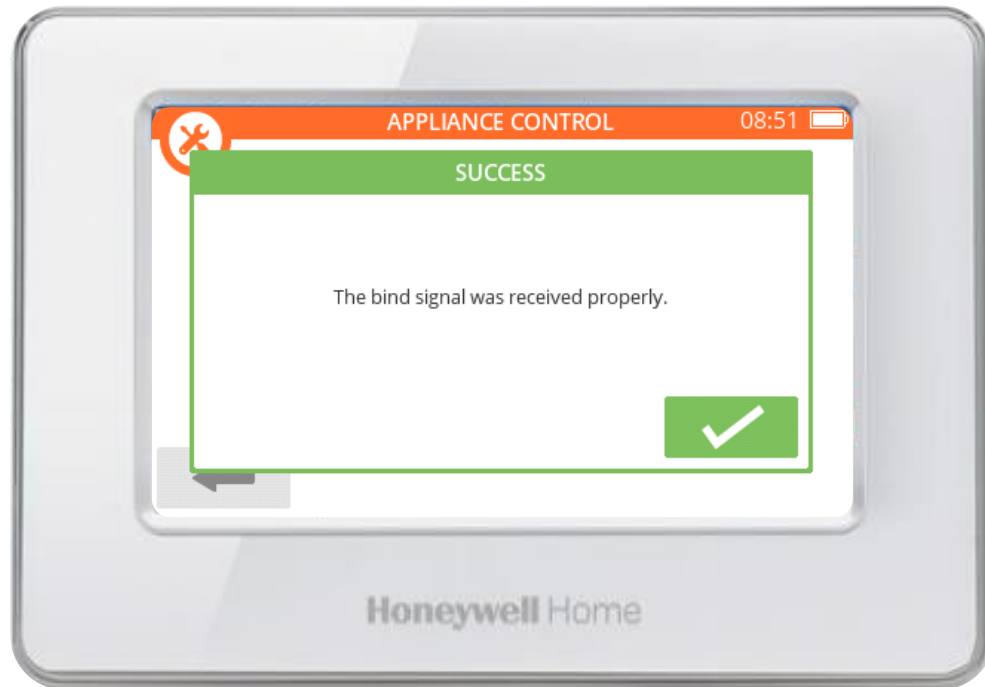 APPLIANCE CONTROL 08:51
SUCCESS
The bind signal was received properly.
Honeywell Home